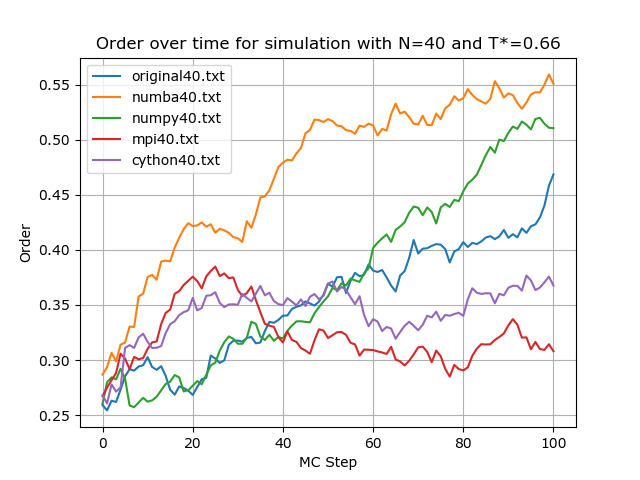 Order over time for simulation with N=40 and T*=0.66
original40.txt
numba40.txt
numpy40.txt
mpi40.txt
cython40.txt
Order
0.55
0.50
0.45
0.40
0.35
0.30
0.25
0 20 40 60 80 100
MC Step